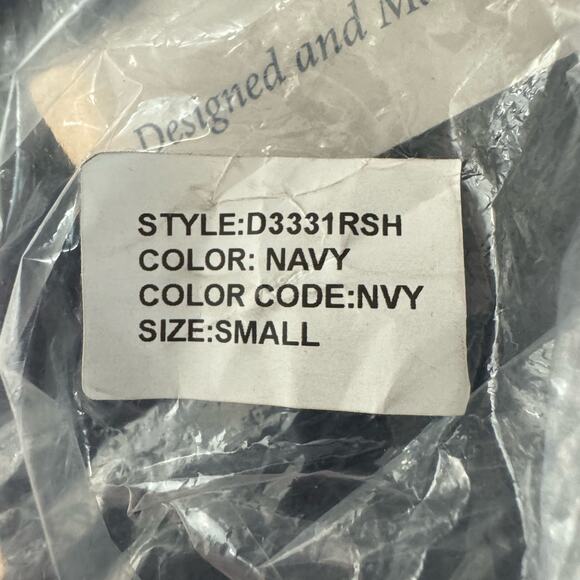 Designed and
STYLE:D3331RSH
COLOR: NAVY
COLOR CODE:NVY
SIZE:SMALL